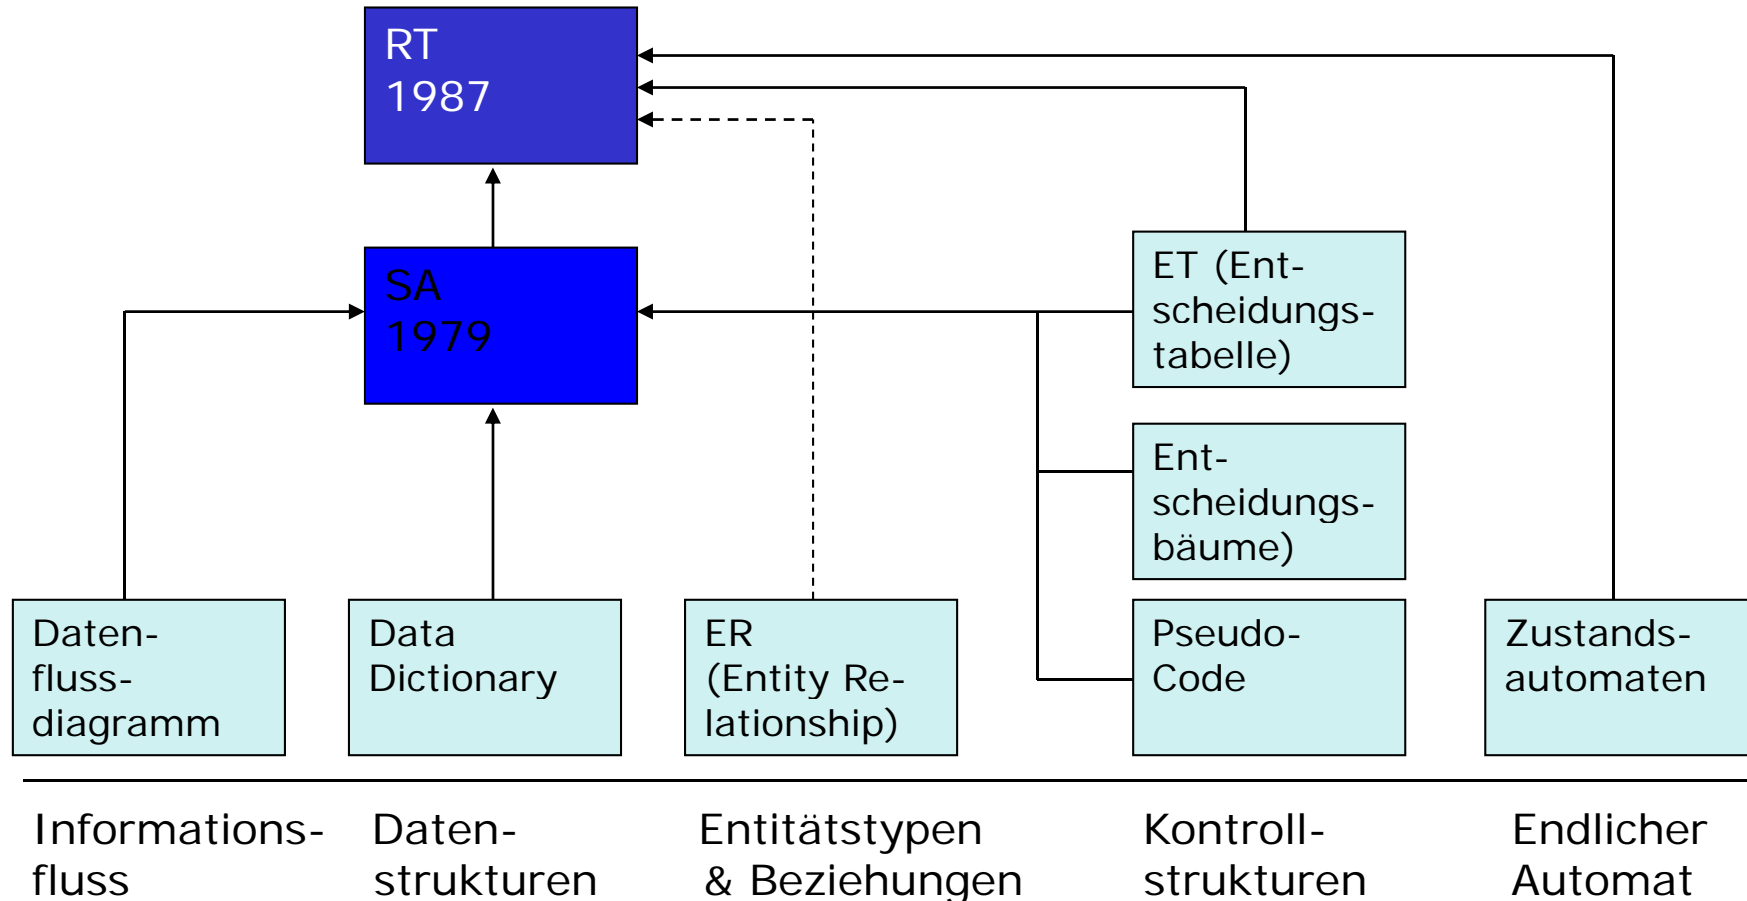 RT
1987
SA
1979
ET (Ent-
scheidungs-
tabelle)
Ent-
scheidungs-
bäume)
Daten-
fluss-
diagramm
Data
Dictionary
ER
(Entity Re-
lationship)
Pseudo-
Code
Zustands-
automaten
Informations-
fluss
Daten-
strukturen
Entitätstypen
& Beziehungen
Kontroll-
strukturen
Endlicher
Automat